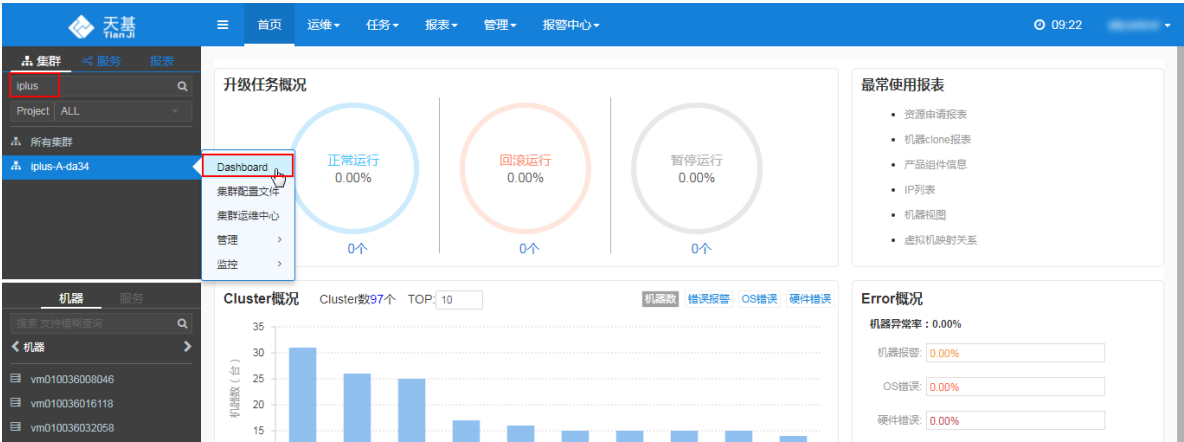 天基
TianJi
首页 运维 任务 报表 管理 报警中心 09:22
集群 服务 报表
iplus
Project ALL
所有集群
iplus-A-da34
Dashboard
集群配置文件
集群运维中心
管理
监控
机器 服务
搜索 支持模糊查询
机器
vm010036008046
vm010036016118
vm010036032058
升级任务概况
正常运行
0.00%
0个
回滚运行
0.00%
0个
暂停运行
0.00%
0个
最常使用报表
资源申请报表
机器clone报表
产品组件信息
IP列表
机器视图
虚拟机映射关系
Cluster概况 Cluster数97个 TOP: 10 机器数 错误报警 OS错误 硬件错误
机器数（台）
35
30
25
20
15
Error概况
机器异常率：0.00%
机器报警: 0.00%
OS错误: 0.00%
硬件错误: 0.00%